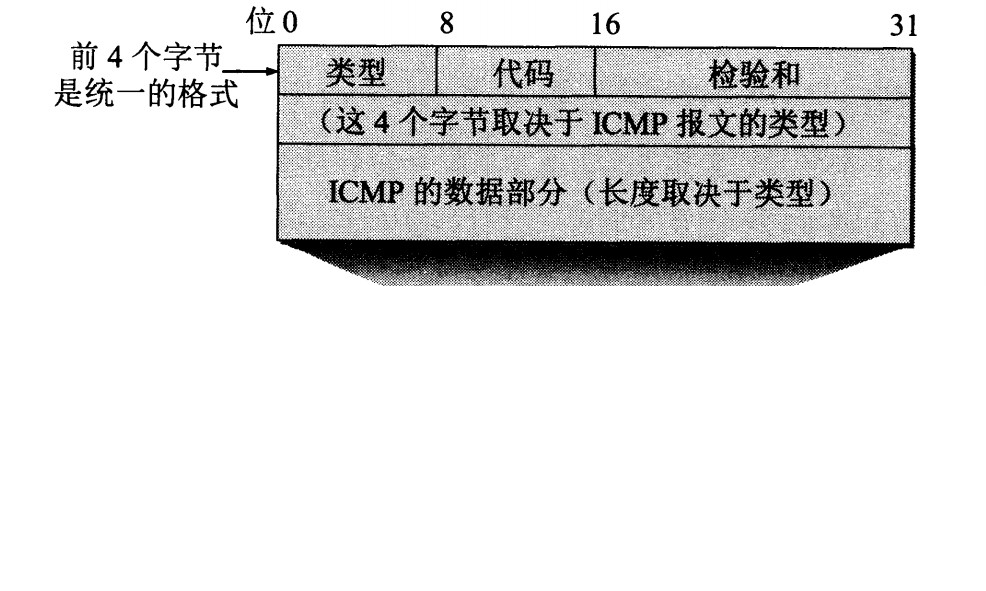 位 0 8 16 31
前 4 个字节
是统一的格式
类型 代码 检验和
（这 4 个字节取决于 ICMP 报文的类型）
ICMP 的数据部分（长度取决于类型）